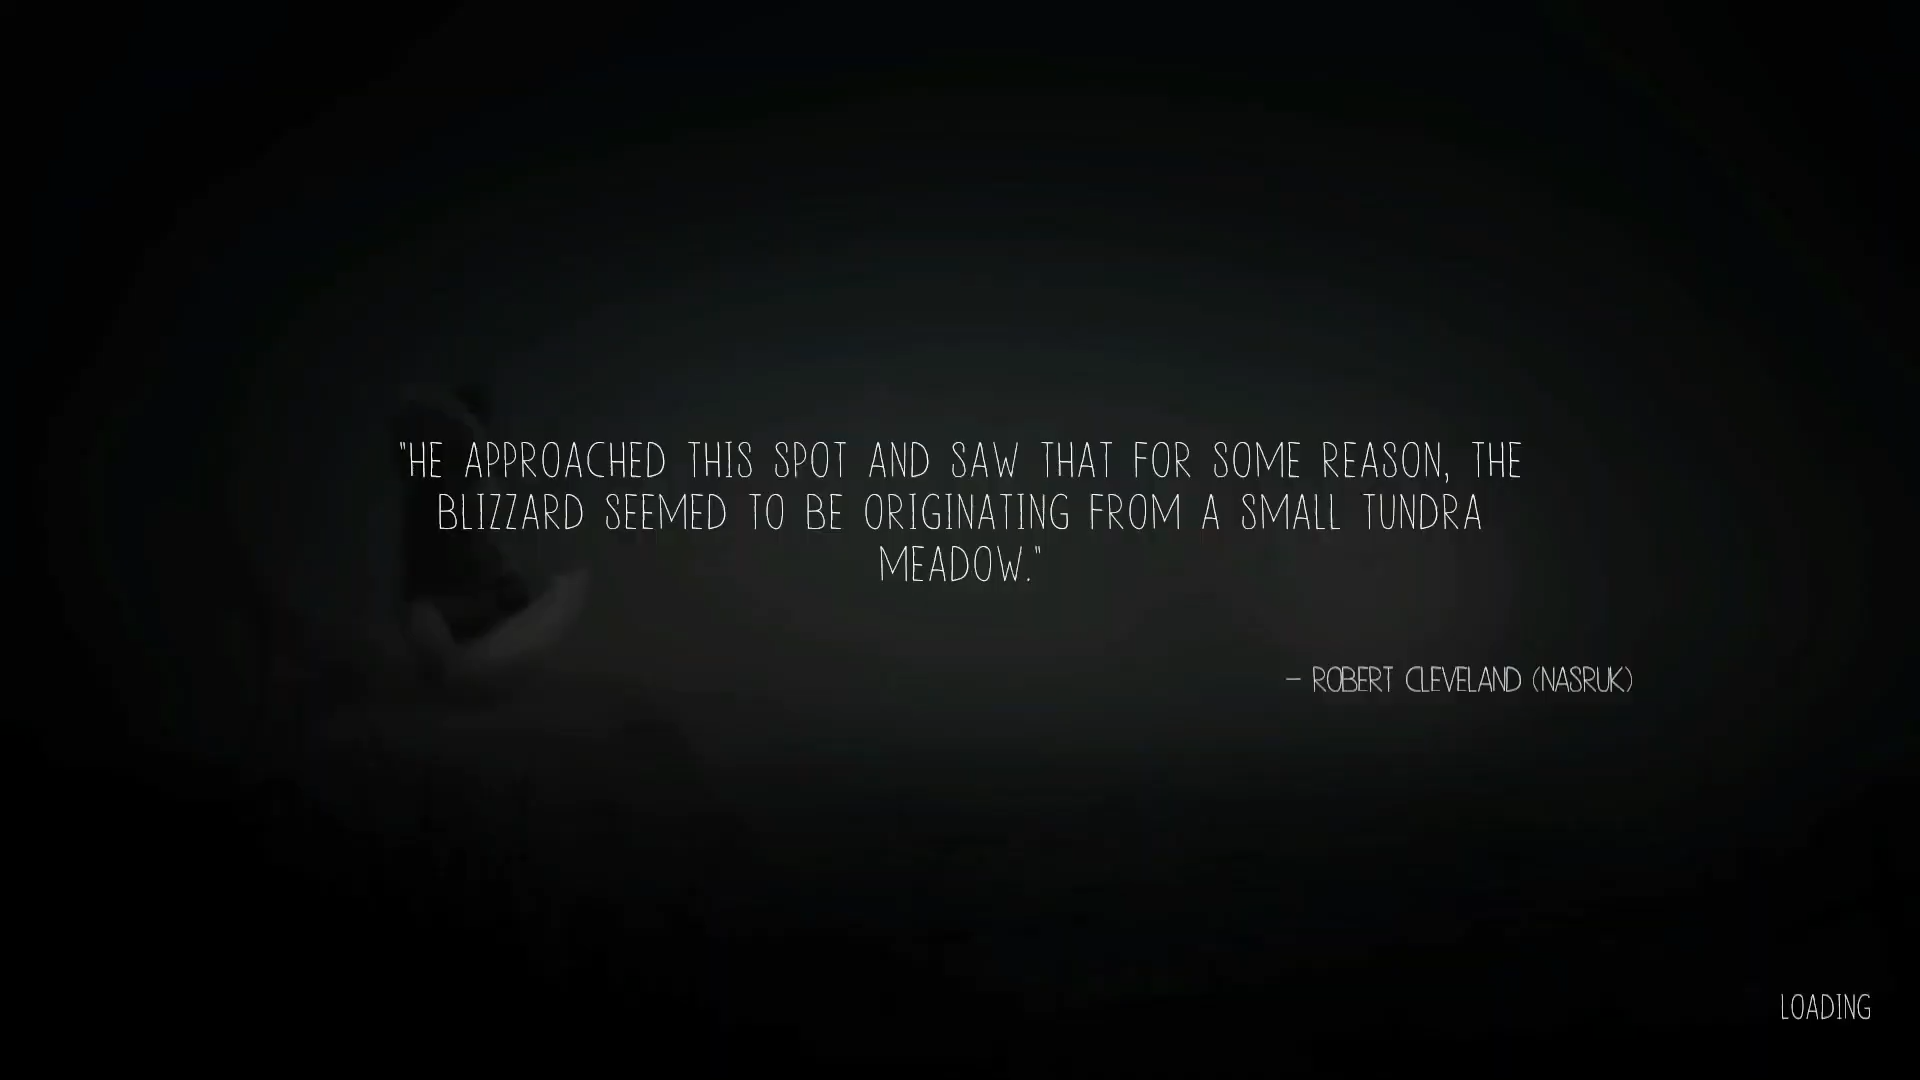 "HE APPROACHED THIS SPOT AND SAW THAT FOR SOME REASON, THE
BLIZZARD SEEMED TO BE ORIGINATING FROM A SMALL TUNDRA
MEADOW."
– ROBERT CLEVELAND (NASRUK)
LOADING